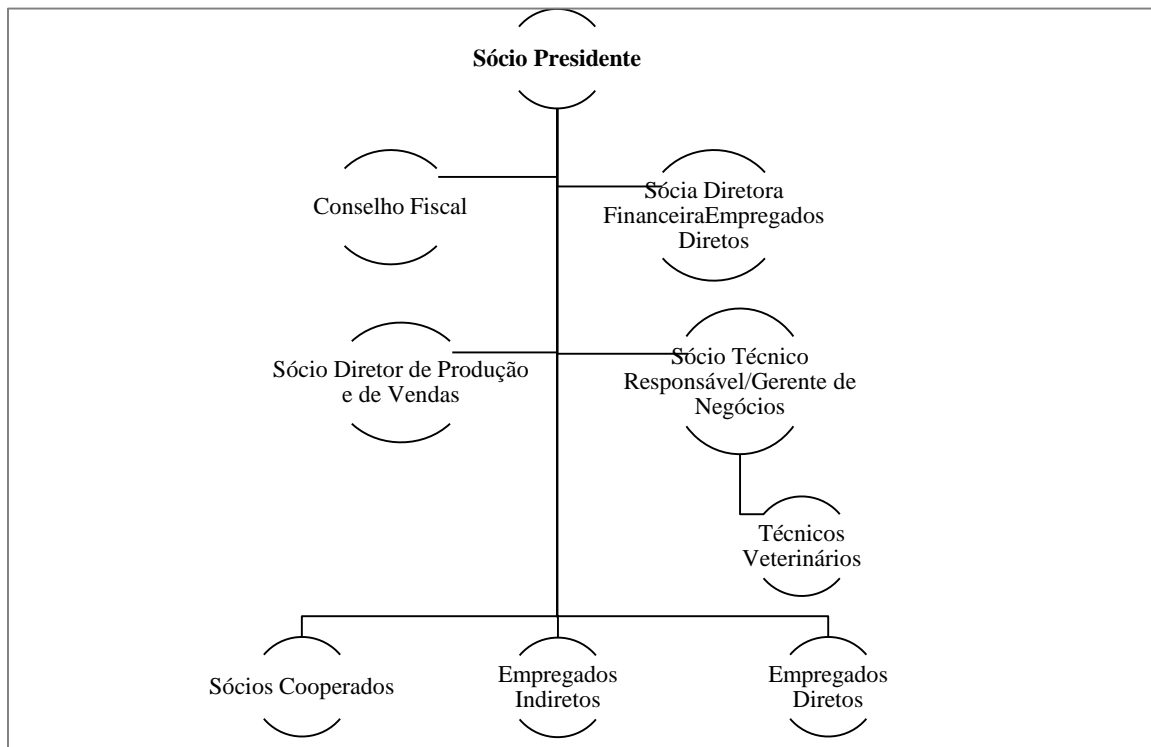 Sócio Presidente
Conselho Fiscal
Sócia Diretora
FinanceiraEmpregados
Diretos
Sócio Diretor de Produção
e de Vendas
Sócio Técnico
Responsável/Gerente de
Negócios
Técnicos
Veterinários
Sócios Cooperados
Empregados
Indiretos
Empregados
Diretos